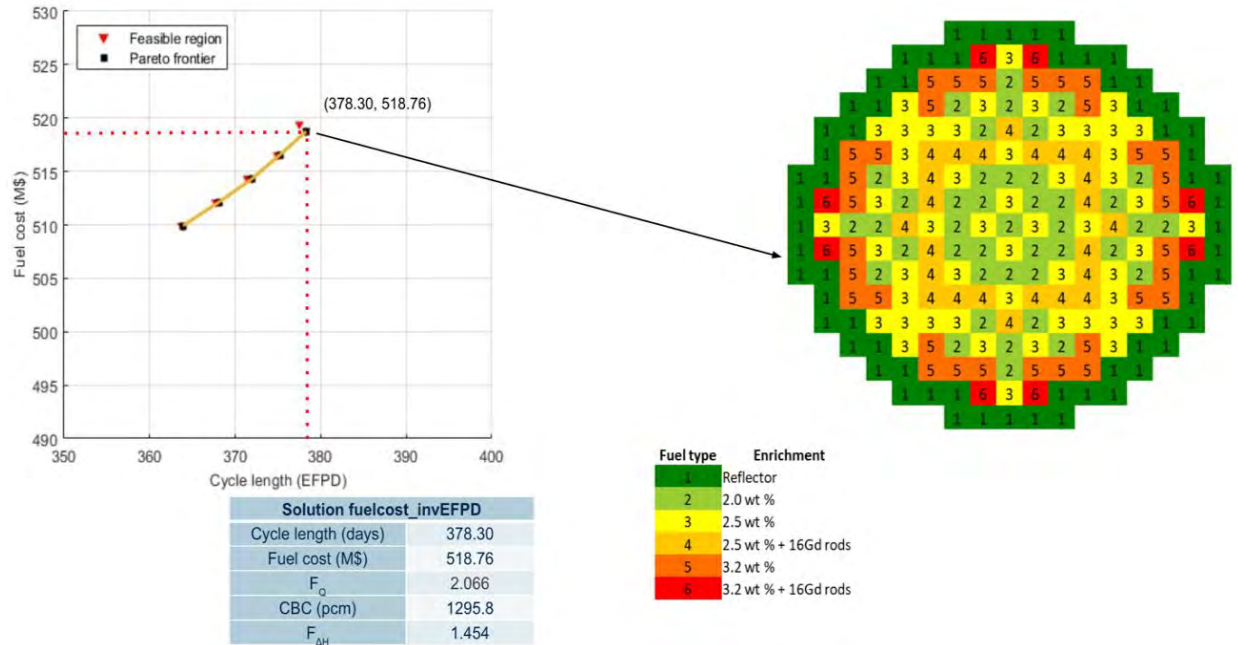 530
525
520
515
510
505
500
495
490
Fuel cost (M$)
Feasible region
Pareto frontier
(378.30, 518.76)
350 360 370 380 390 400
Cycle length (EFPD)
1 1 1 1 1
1 1 1 6 3 6 1 1 1
1 1 5 5 5 2 5 5 5 1 1
1 1 3 5 2 3 2 3 2 5 3 1 1
1 1 3 3 3 3 2 4 2 3 3 3 3 1 1
1 5 5 3 4 4 4 3 4 4 4 3 5 5 1
1 1 5 2 3 4 3 2 2 2 3 4 3 2 5 1 1
1 6 5 3 2 4 2 2 3 2 2 4 2 3 5 6 1
1 3 2 2 4 3 2 3 2 3 2 3 4 2 2 3 1
1 6 5 3 2 4 2 2 3 2 2 4 2 3 5 6 1
1 1 5 2 3 4 3 2 2 2 3 4 3 2 5 1 1
1 5 5 3 4 4 4 3 4 4 4 3 5 5 1
1 1 3 3 3 3 2 4 2 3 3 3 3 1 1
1 1 3 5 2 3 2 3 2 5 3 1 1
1 1 5 5 5 2 5 5 5 1 1
1 1 1 6 3 6 1 1 1
1 1 1 1 1
Fuel type Enrichment
1 Reflector
2 2.0 wt %
3 2.5 wt %
4 2.5 wt % + 16Gd rods
5 3.2 wt %
6 3.2 wt % + 16Gd rods
Solution fuelcost_invEFPD
Cycle length (days) 378.30
Fuel cost (M$) 518.76
F_Q 2.066
CBC (pcm) 1295.8
F_ΔH 1.454